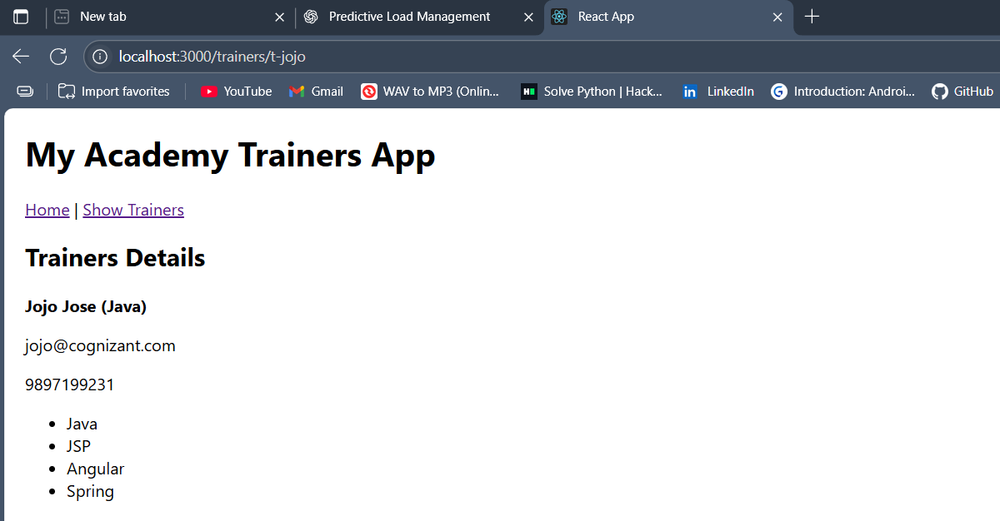 New tab Predictive Load Management React App
localhost:3000/trainers/t-jojo
Import favorites YouTube Gmail WAV to MP3 (Onlin... Solve Python | Hack... LinkedIn Introduction: Androi... GitHub
My Academy Trainers App
Home | Show Trainers
Trainers Details
Jojo Jose (Java)
jojo@cognizant.com
9897199231
• Java
• JSP
• Angular
• Spring